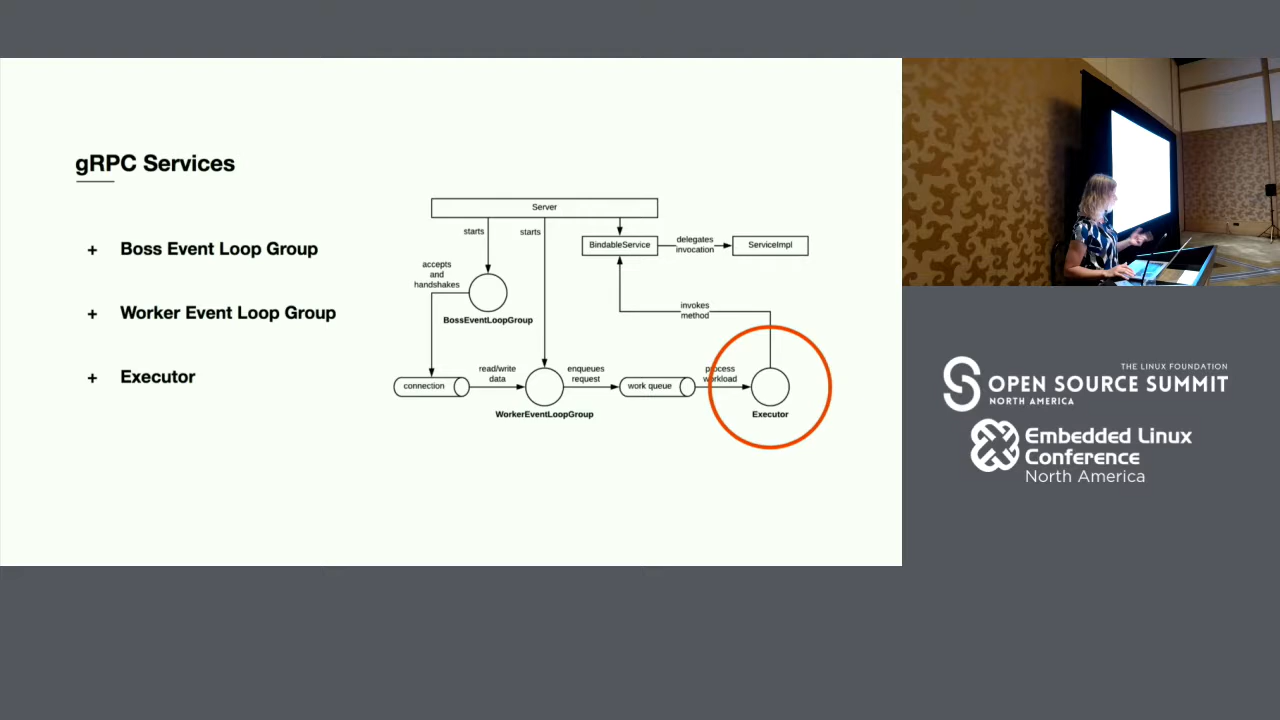 gRPC Services
+ Boss Event Loop Group
+ Worker Event Loop Group
+ Executor
Server
starts
starts
BindableService
delegates
invocation
ServiceImpl
accepts
and
handshakes
BossEventLoopGroup
invokes
method
connection
read/write
data
WorkerEventLoopGroup
enqueues
request
work queue
process
workload
Executor
THE LINUX FOUNDATION
OPEN SOURCE SUMMIT
NORTH AMERICA
Embedded Linux
Conference
North America